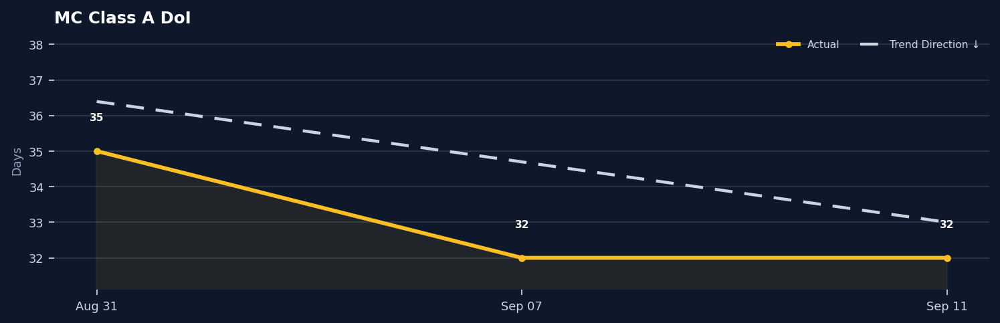 MC Class A DoI
Actual
Trend Direction ↓
38
37
36
35
34
33
32
Days
35
32
32
Aug 31
Sep 07
Sep 11